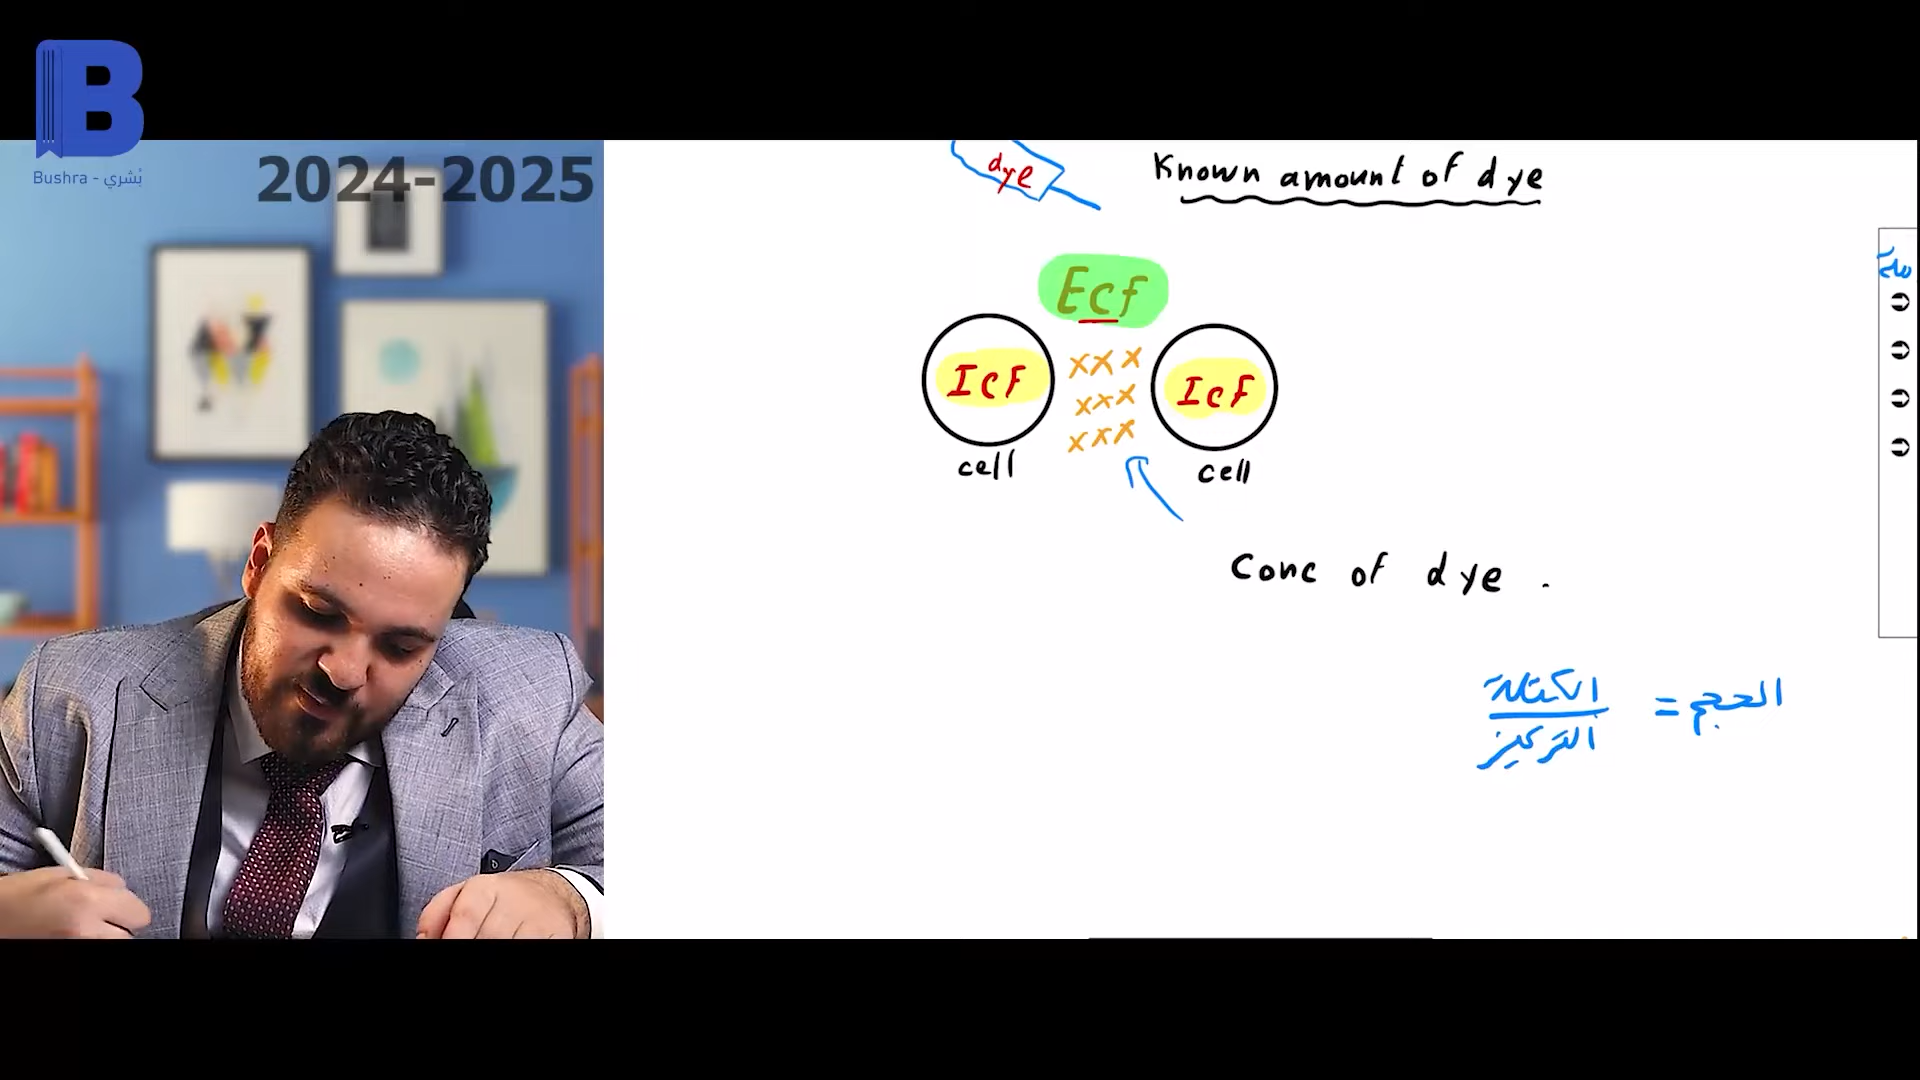 B
Bushra - بُشري
2024-2025
dye
Known amount of dye
Ecf
IcF
IcF
cell
cell
Conc of dye .
الحجم = الكتلة
التركيز